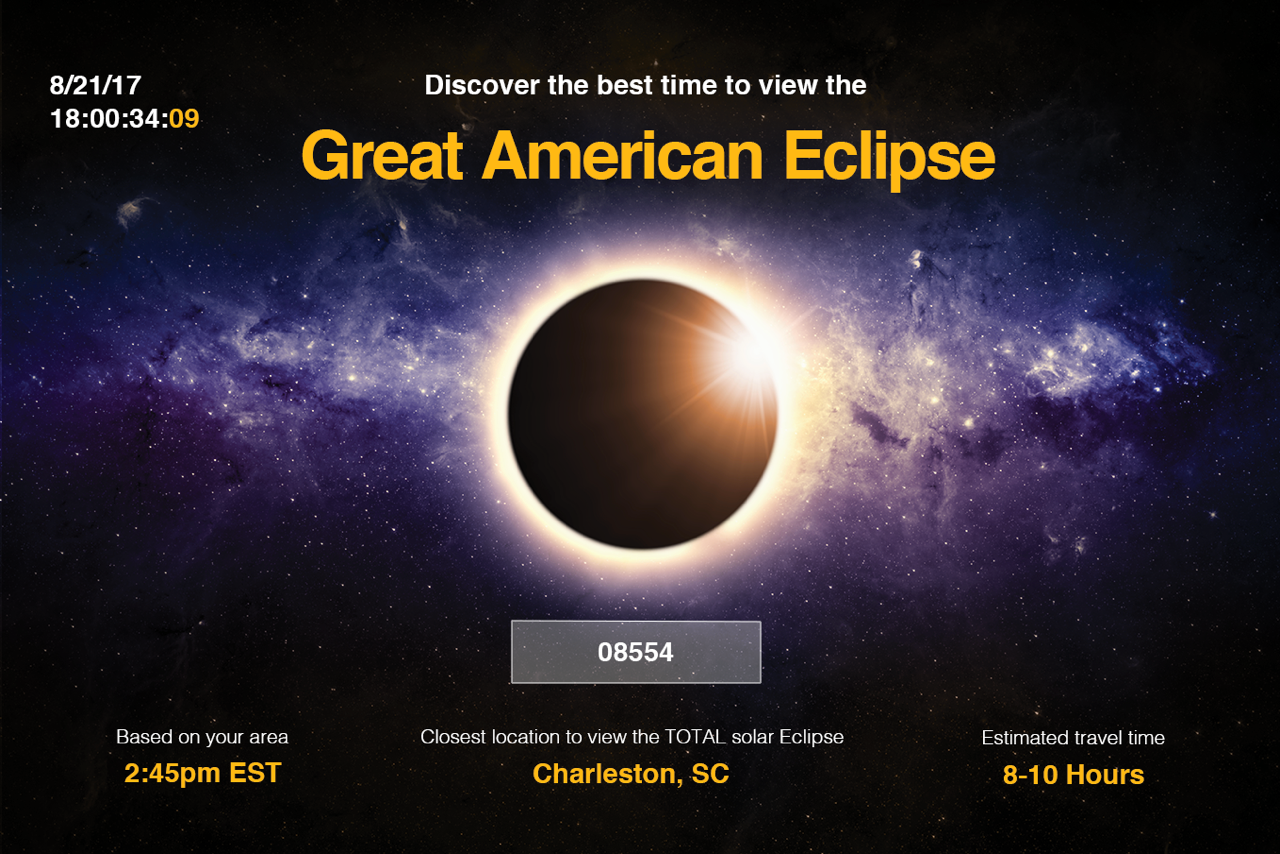 8/21/17
18:00:34:09
Discover the best time to view the
Great American Eclipse
08554
Based on your area
2:45pm EST
Closest location to view the TOTAL solar Eclipse
Charleston, SC
Estimated travel time
8-10 Hours